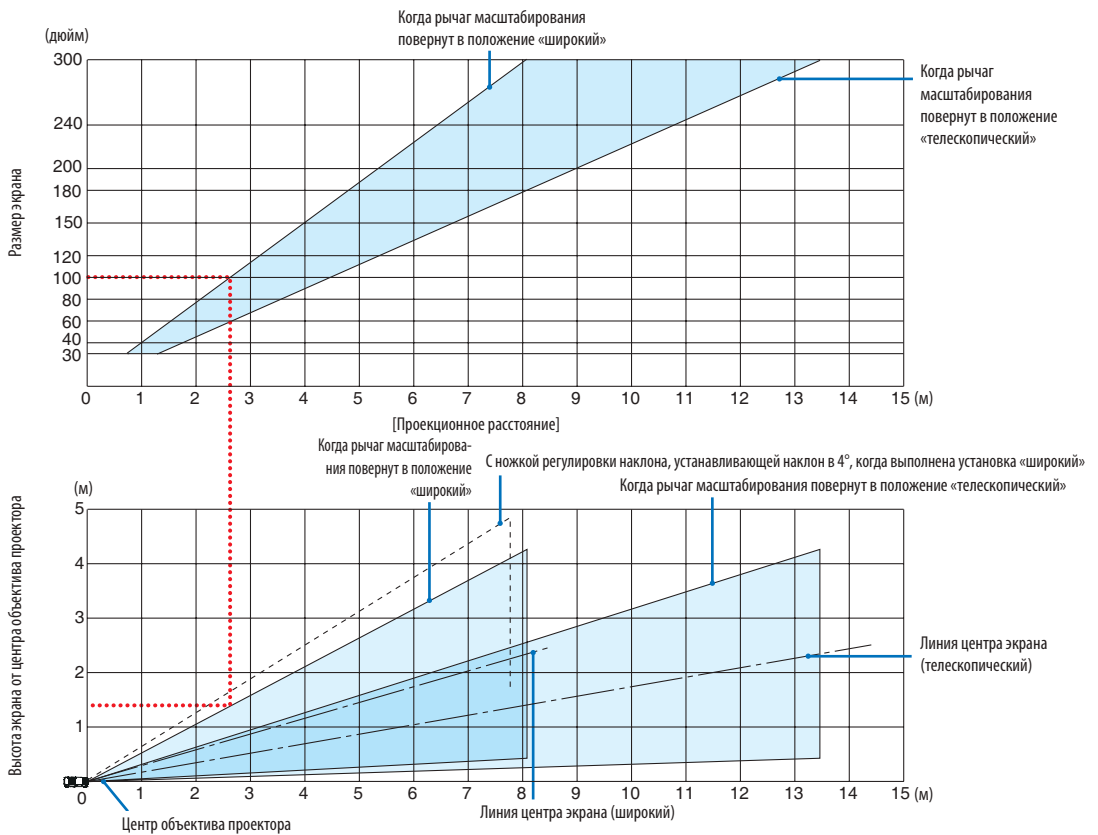 Когда рычаг масштабирования
повернут в положение «широкий»
(дюйм)
300
240
200
180
150
120
100
80
60
40
30
Размер экрана
Когда рычаг
масштабирования
повернут в положение
«телескопический»
0 1 2 3 4 5 6 7 8 9 10 11 12 13 14 15 (м)
[Проекционное расстояние]
Когда рычаг масштабирова-
ния повернут в положение
«широкий»
С ножкой регулировки наклона, устанавливающей наклон в 4°, когда выполнена установка «широкий»
Когда рычаг масштабирования повернут в положение «телескопический»
(м)
5
4
3
2
1
Высота экрана от центра объектива проектора
Линия центра экрана
(телескопический)
0 1 2 3 4 5 6 7 8 9 10 11 12 13 14 15 (м)
Линия центра экрана (широкий)
Центр объектива проектора